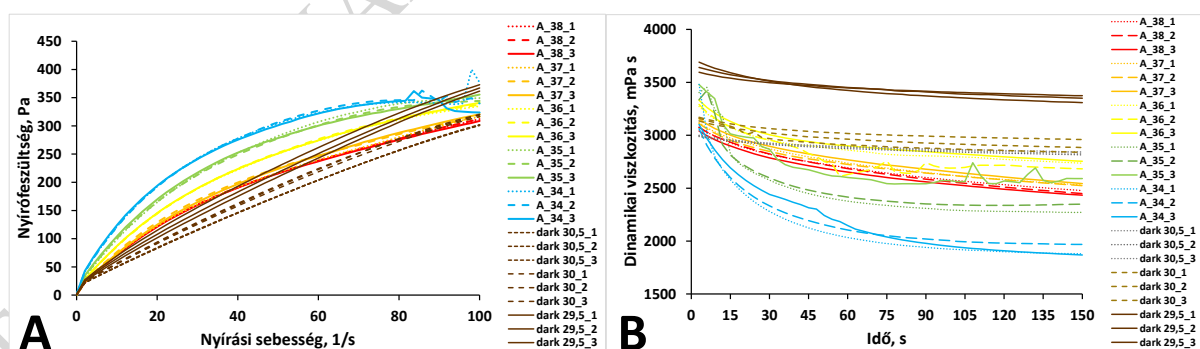 450
400
350
300
250
200
150
100
50
0
0 20 40 60 80 100
Nyírófeszültség, Pa
Nyírási sebesség, 1/s
A
A_38_1
A_38_2
A_38_3
A_37_1
A_37_2
A_37_3
A_36_1
A_36_2
A_36_3
A_35_1
A_35_2
A_35_3
A_34_1
A_34_2
A_34_3
dark 30,5_1
dark 30,5_2
dark 30,5_3
dark 30_1
dark 30_2
dark 30_3
dark 29,5_1
dark 29,5_2
dark 29,5_3
4000
3500
3000
2500
2000
1500
0 15 30 45 60 75 90 105 120 135 150
Dinamikai viszkozitás, mPa s
Idő, s
B
A_38_1
A_38_2
A_38_3
A_37_1
A_37_2
A_37_3
A_36_1
A_36_2
A_36_3
A_35_1
A_35_2
A_35_3
A_34_1
A_34_2
A_34_3
dark 30,5_1
dark 30,5_2
dark 30,5_3
dark 30_1
dark 30_2
dark 30_3
dark 29,5_1
dark 29,5_2
dark 29,5_3